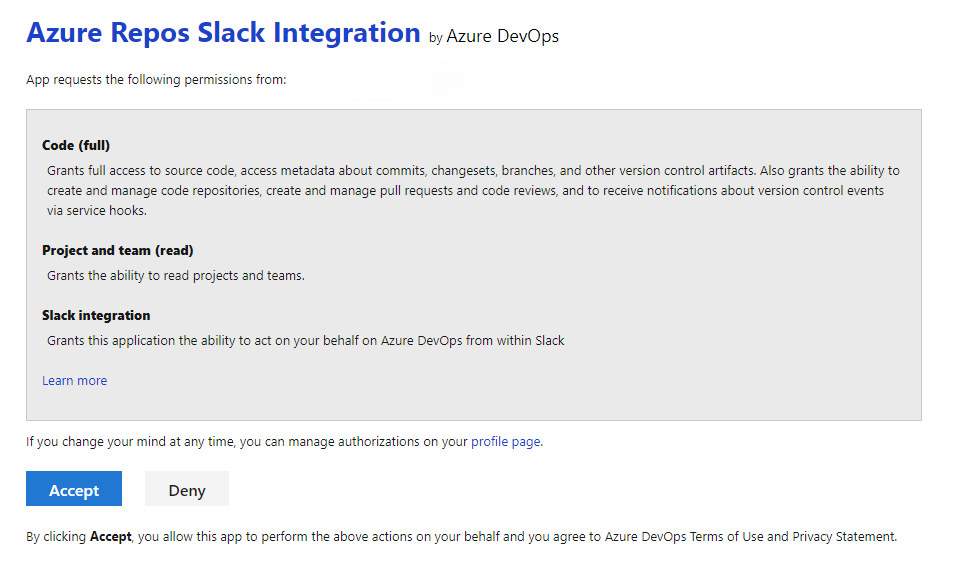 Azure Repos Slack Integration by Azure DevOps
App requests the following permissions from:
Code (full)
Grants full access to source code, access metadata about commits, changesets, branches, and other version control artifacts. Also grants the ability to
create and manage code repositories, create and manage pull requests and code reviews, and to receive notifications about version control events
via service hooks.
Project and team (read)
Grants the ability to read projects and teams.
Slack integration
Grants this application the ability to act on your behalf on Azure DevOps from within Slack
Learn more
If you change your mind at any time, you can manage authorizations on your profile page.
Accept Deny
By clicking Accept, you allow this app to perform the above actions on your behalf and you agree to Azure DevOps Terms of Use and Privacy Statement.